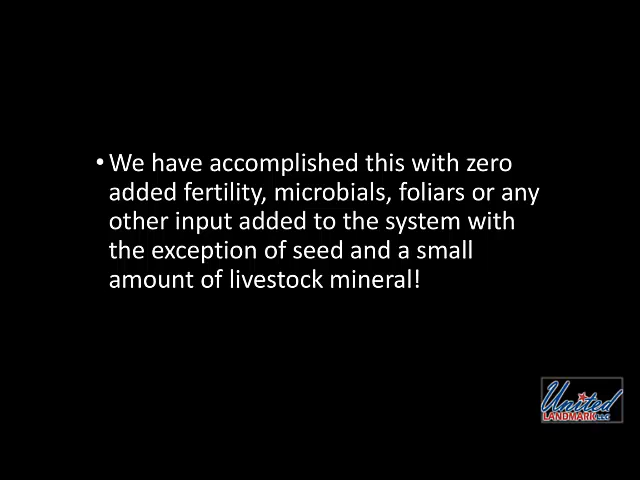 • We have accomplished this with zero
added fertility, microbials, foliars or any
other input added to the system with
the exception of seed and a small
amount of livestock mineral!
United
LANDMARK LLC